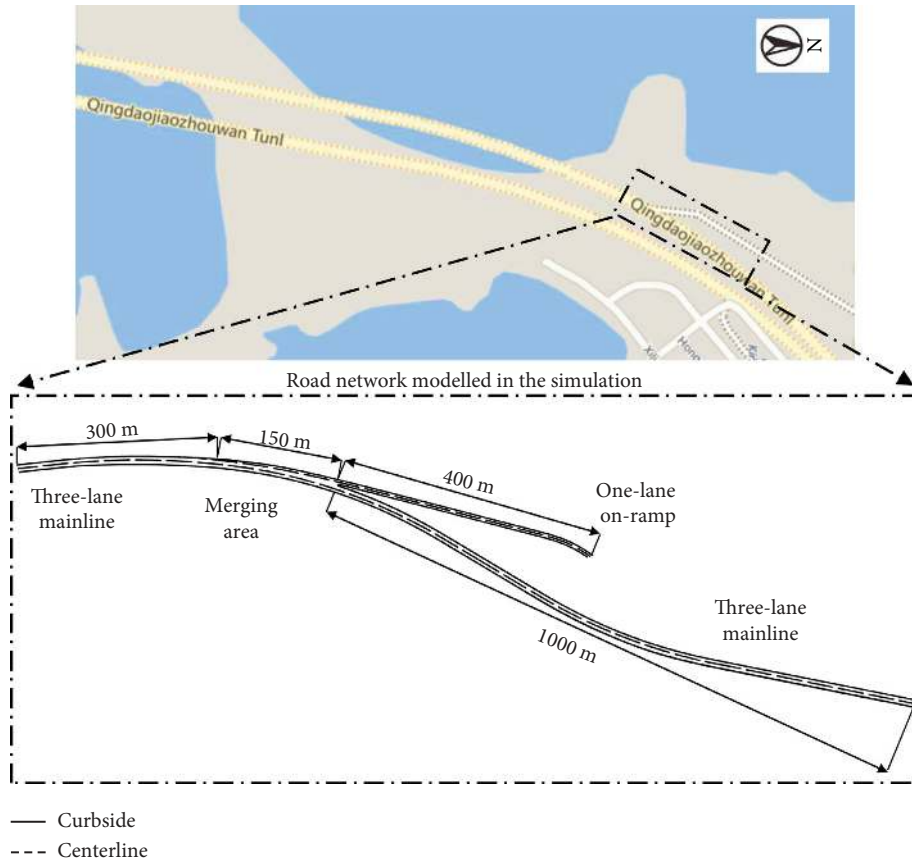 N
Qingdaojiaozhouwan Tunl
Qingdaojiaozhouwan Tunl
Road network modelled in the simulation
300 m
150 m
400 m
One-lane
on-ramp
Three-lane
mainline
Merging
area
Three-lane
mainline
1000 m
Curbside
Centerline